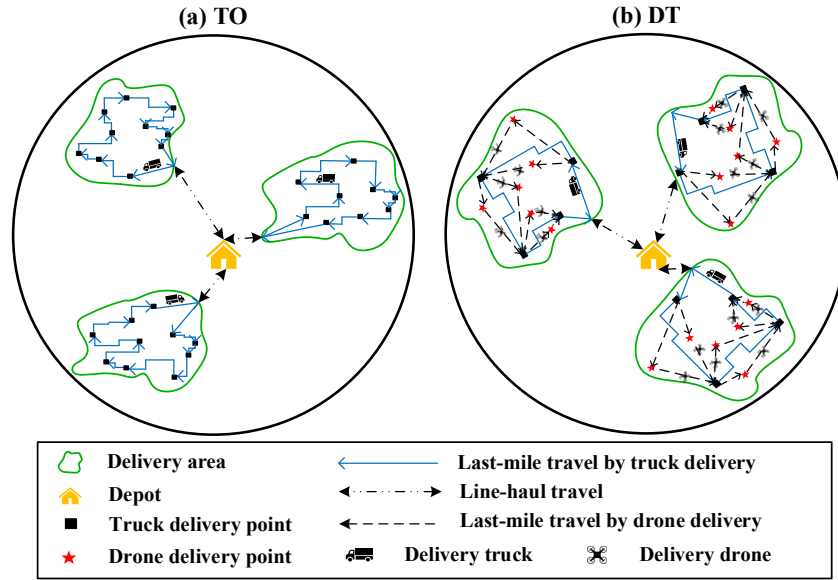 (a) TO
(b) DT
Delivery area
Last-mile travel by truck delivery
Depot
Line-haul travel
Truck delivery point
Last-mile travel by drone delivery
Drone delivery point
Delivery truck
Delivery drone